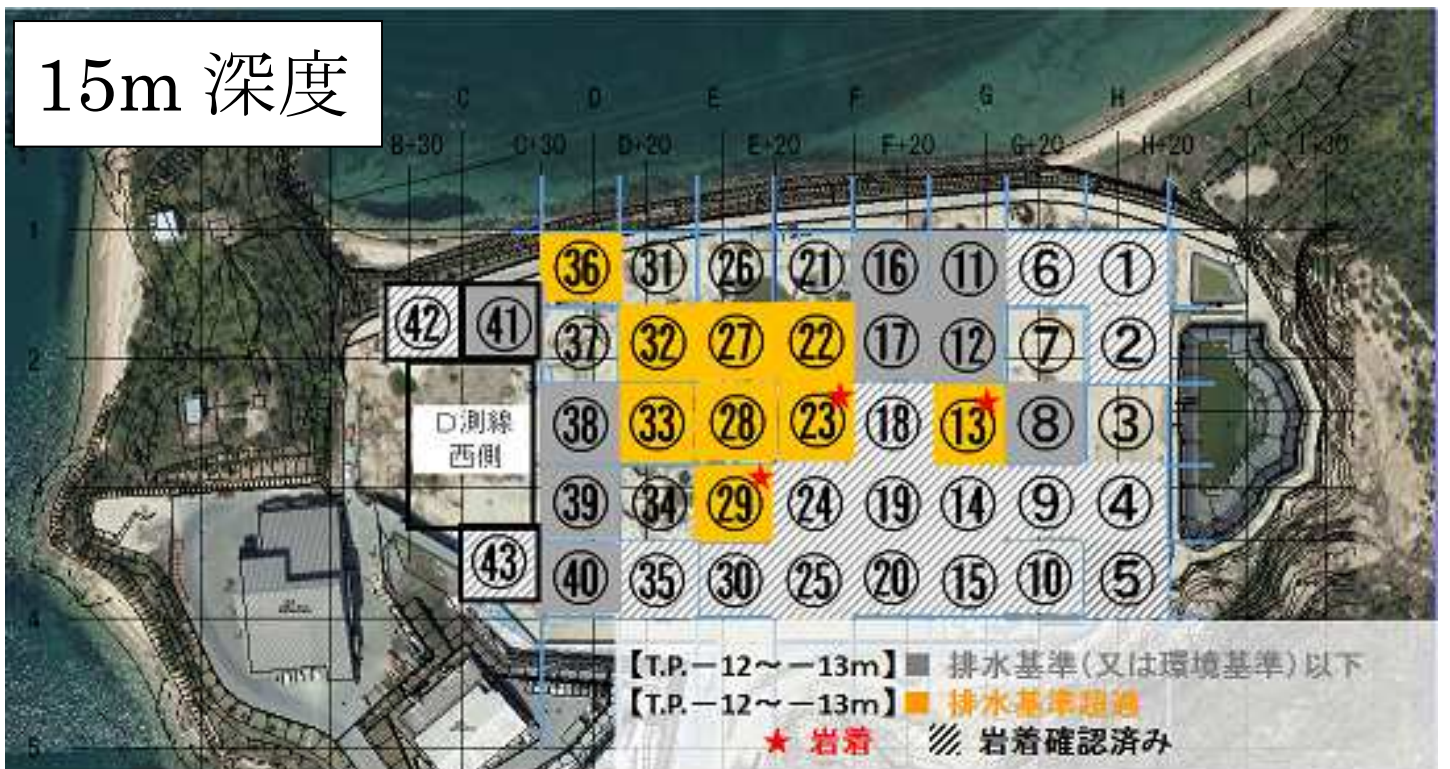 15m 深度
C D E F G H I
B+30 C+30 D+20 E+20 F+20 G+20 H+20 I+30
1
㊱ ㉛ ㉖ ㉑ ⑯ ⑪ ⑥ ①
㊷ ㊶
㊲ ㉜ ㉗ ㉒ ⑰ ⑫ ⑦ ②
2
D測線
西側
㊳ ㉝ ㉘ ㉓ ⑱ ⑬ ⑧ ③
㊴ ㉞ ㉙ ㉔ ⑲ ⑭ ⑨ ④
㊸
㊵ ㉟ ㉚ ㉕ ⑳ ⑮ ⑩ ⑤
4
【T.P.－12～－13m】■ 排水基準(又は環境基準)以下
【T.P.－12～－13m】■ 排水基準超過
★ 岩着 岩着確認済み
5